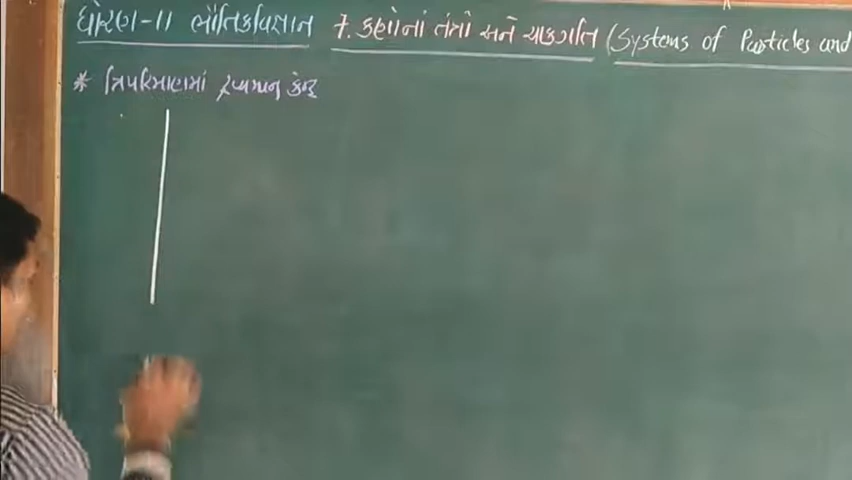 ધોરણ-11 ભૌતિકવિજ્ઞાન 7. કણોનાં તંત્રો અને ચાકગતિ (Systems of Particles and
* ત્રિપરિમાણમાં દ્રવ્યમાન કેન્દ્ર